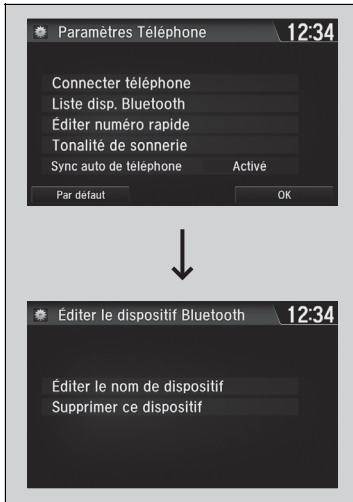 Paramètres Téléphone 12:34
Connecter téléphone
Liste disp. Bluetooth
Éditer numéro rapide
Tonalité de sonnerie
Sync auto de téléphone Activé
Par défaut OK
Éditer le dispositif Bluetooth 12:34
Éditer le nom de dispositif
Supprimer ce dispositif